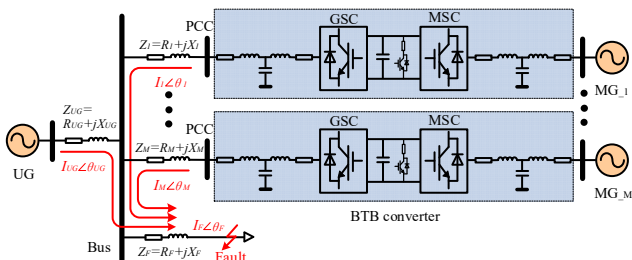 PCC
GSC
MSC
Z1=R1+jX1
I1∠θ1
MG_1
ZUG=
RUG+jXUG
UG
IUG∠θUG
PCC
GSC
MSC
ZM=RM+jXM
IM∠θM
MG_M
BTB converter
Bus
IF∠θF
ZF=RF+jXF
Fault